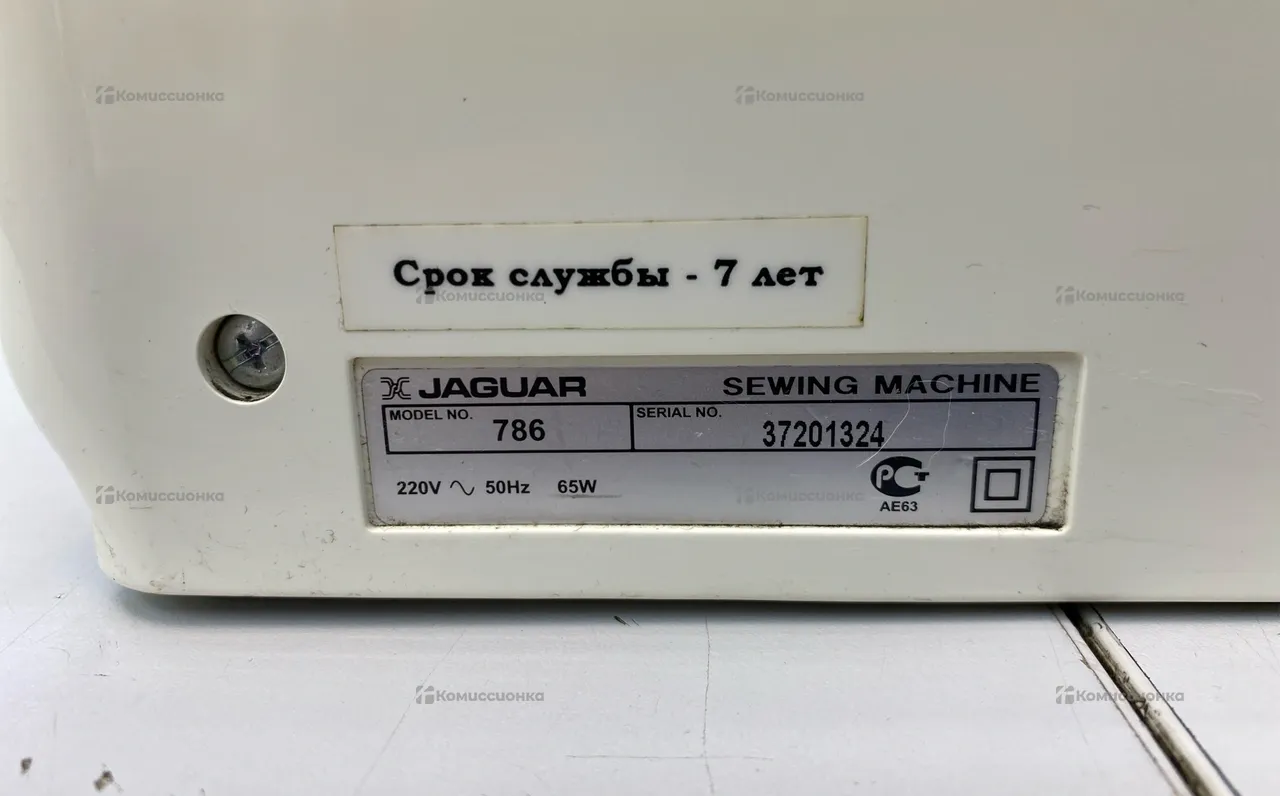 Комиссионка Комиссионка
Срок службы - 7 лет
Комиссионка Комиссионка
JAGUAR SEWING MACHINE
MODEL NO. 786 SERIAL NO. 37201324
220V ~ 50Hz 65W РСТ
Комиссионка Комиссионка
AE63
Комиссионка Комиссионка